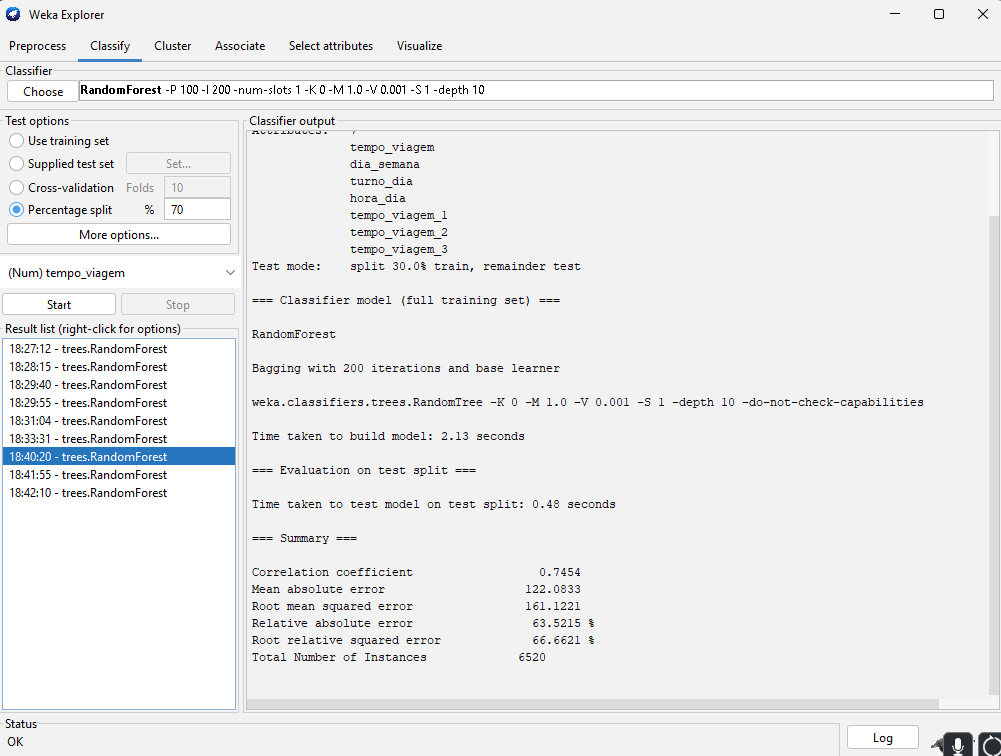 Weka Explorer
Preprocess Classify Cluster Associate Select attributes Visualize
Classifier
Choose RandomForest -P 100 -I 200 -num-slots 1 -K 0 -M 1.0 -V 0.001 -S 1 -depth 10
Test options
Use training set
Supplied test set Set...
Cross-validation Folds 10
Percentage split % 70
More options...
(Num) tempo_viagem
Start Stop
Result list (right-click for options)
18:27:12 - trees.RandomForest
18:28:15 - trees.RandomForest
18:29:40 - trees.RandomForest
18:29:55 - trees.RandomForest
18:31:04 - trees.RandomForest
18:33:31 - trees.RandomForest
18:40:20 - trees.RandomForest
18:41:55 - trees.RandomForest
18:42:10 - trees.RandomForest
Classifier output
Attributes: 7
tempo_viagem
dia_semana
turno_dia
hora_dia
tempo_viagem_1
tempo_viagem_2
tempo_viagem_3
Test mode: split 30.0% train, remainder test
=== Classifier model (full training set) ===
RandomForest
Bagging with 200 iterations and base learner
weka.classifiers.trees.RandomTree -K 0 -M 1.0 -V 0.001 -S 1 -depth 10 -do-not-check-capabilities
Time taken to build model: 2.13 seconds
=== Evaluation on test split ===
Time taken to test model on test split: 0.48 seconds
=== Summary ===
Correlation coefficient 0.7454
Mean absolute error 122.0833
Root mean squared error 161.1221
Relative absolute error 63.5215 %
Root relative squared error 66.6621 %
Total Number of Instances 6520
Status
OK
Log